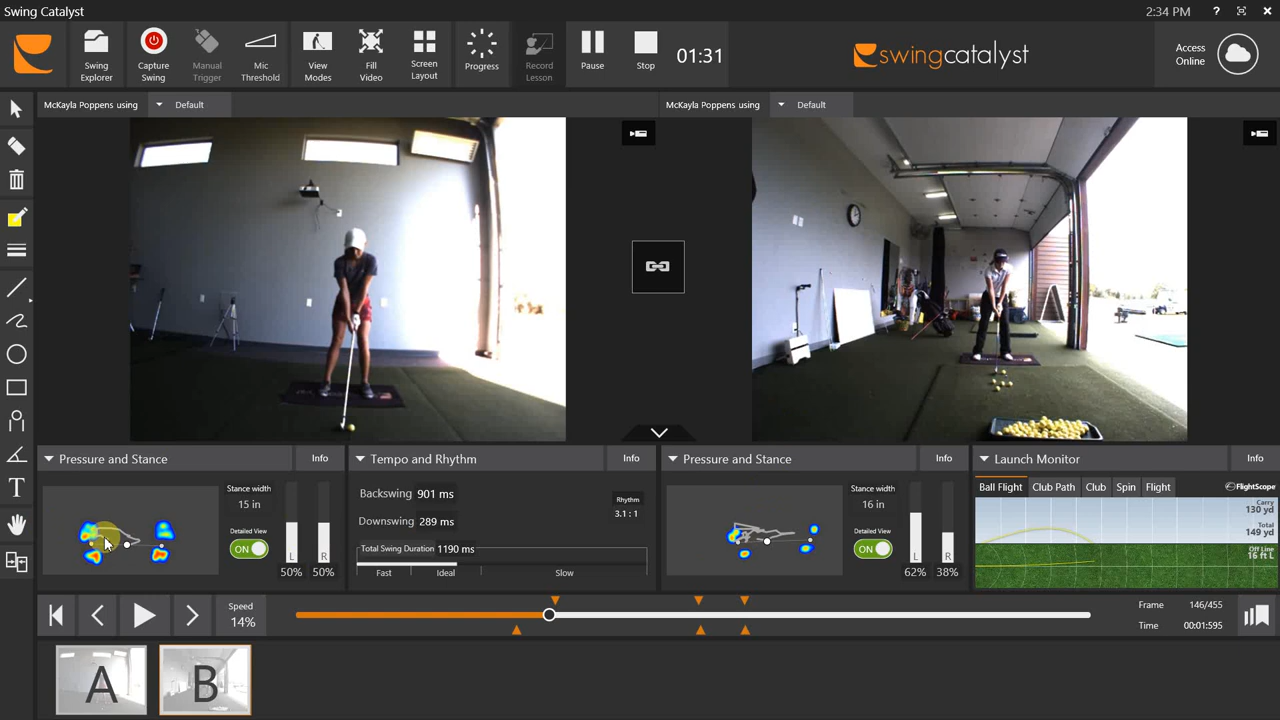 Swing Catalyst
2:34 PM ?
Swing Explorer
Capture Swing
Manual Trigger
Mic Threshold
View Modes
Fill Video
Screen Layout
Progress
Record Lesson
Pause
Stop
01:31
swingcatalyst
Access Online
McKayla Poppens using
Default
McKayla Poppens using
Default
Pressure and Stance
Info
Stance width
15 in
Detailed View
ON
L
R
50%
50%
Tempo and Rhythm
Info
Backswing 901 ms
Downswing 289 ms
Rhythm
3.1 : 1
Total Swing Duration 1190 ms
Fast
Ideal
Slow
Pressure and Stance
Info
Stance width
16 in
Detailed View
ON
L
R
62%
38%
Launch Monitor
Info
Ball Flight
Club Path
Club
Spin
Flight
FlightScope
Carry
130 yd
Total
149 yd
Off Line
16 ft L
Speed
14%
Frame 146/455
Time 00:01:595
A
B
T